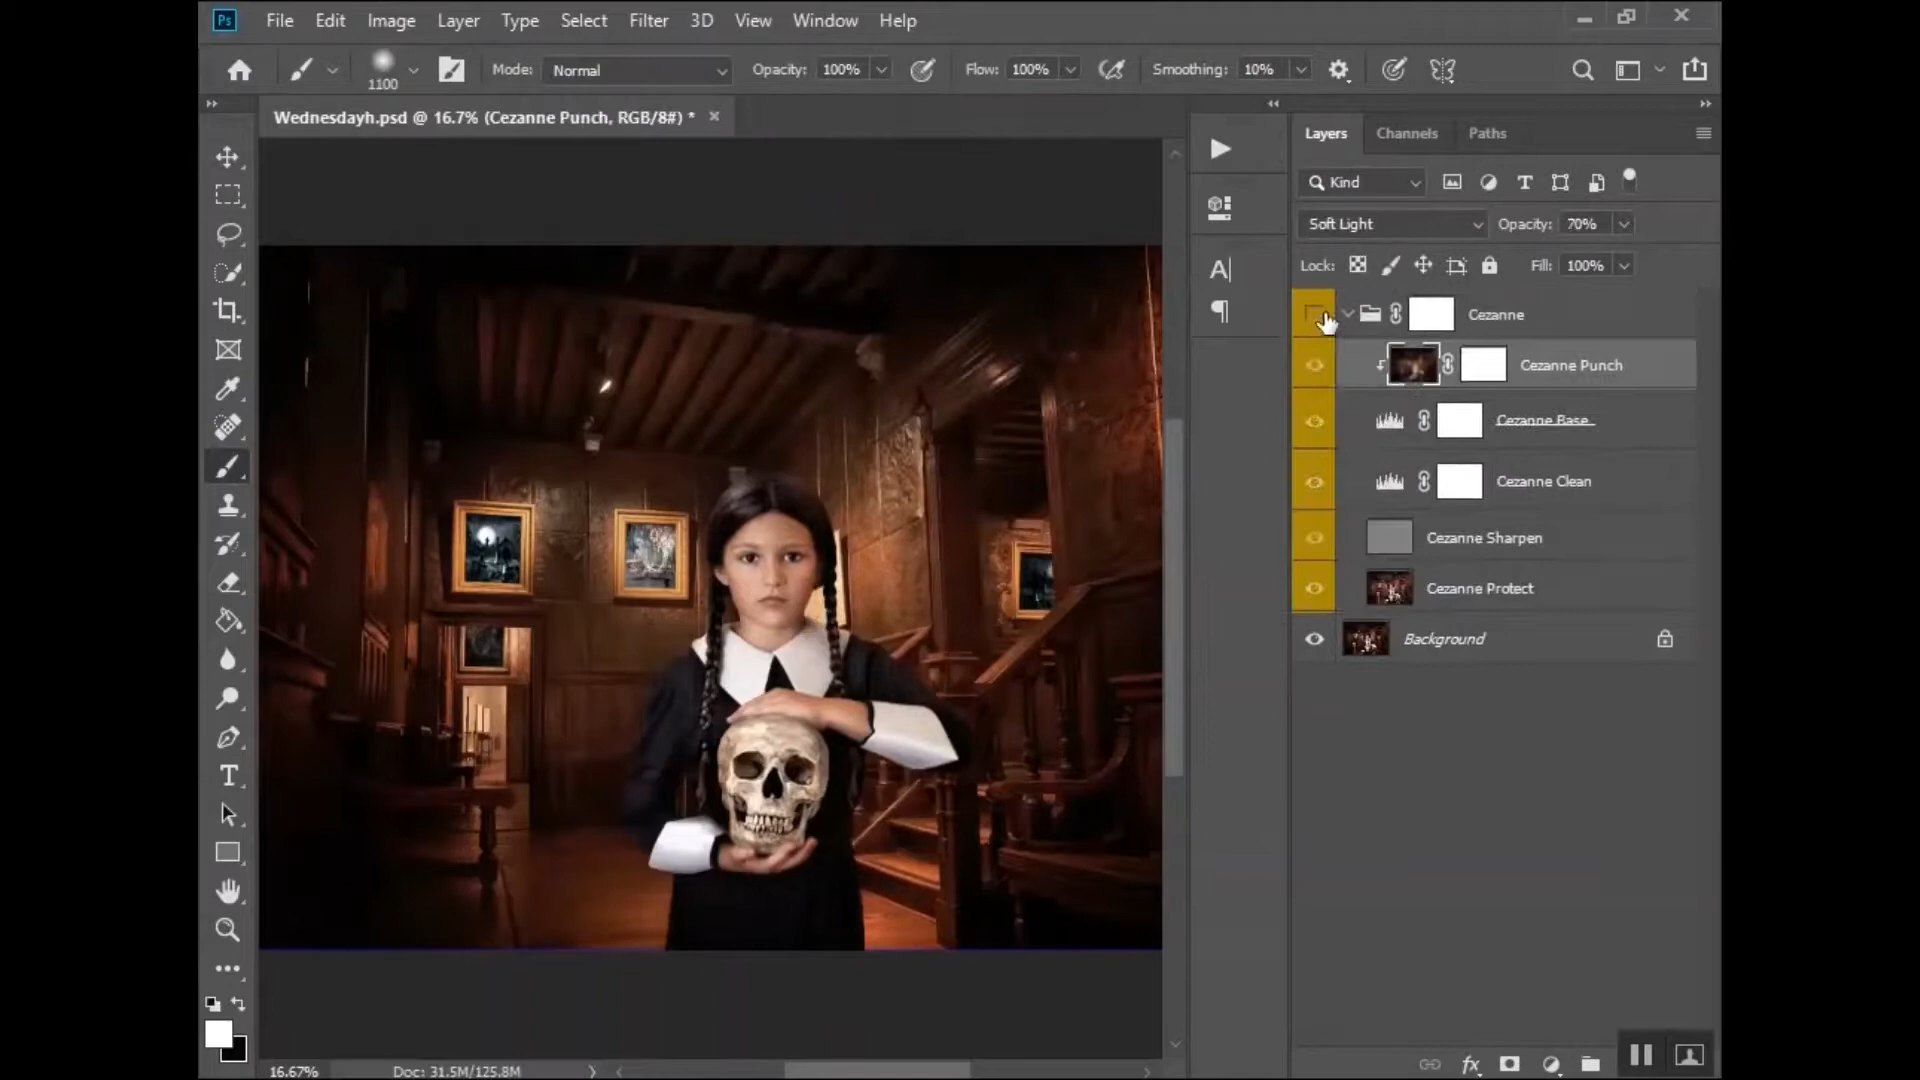 Ps File Edit Image Layer Type Select Filter 3D View Window Help
1100 Mode: Normal Opacity: 100% Flow: 100% Smoothing: 10%
Wednesdayh.psd @ 16.7% (Cezanne Punch, RGB/8#) *
Layers Channels Paths
Kind
Soft Light Opacity: 70%
Lock: Fill: 100%
Cezanne
Cezanne Punch
Cezanne Base
Cezanne Clean
Cezanne Sharpen
Cezanne Protect
Background
16.67% Doc: 31.5M/125.8M